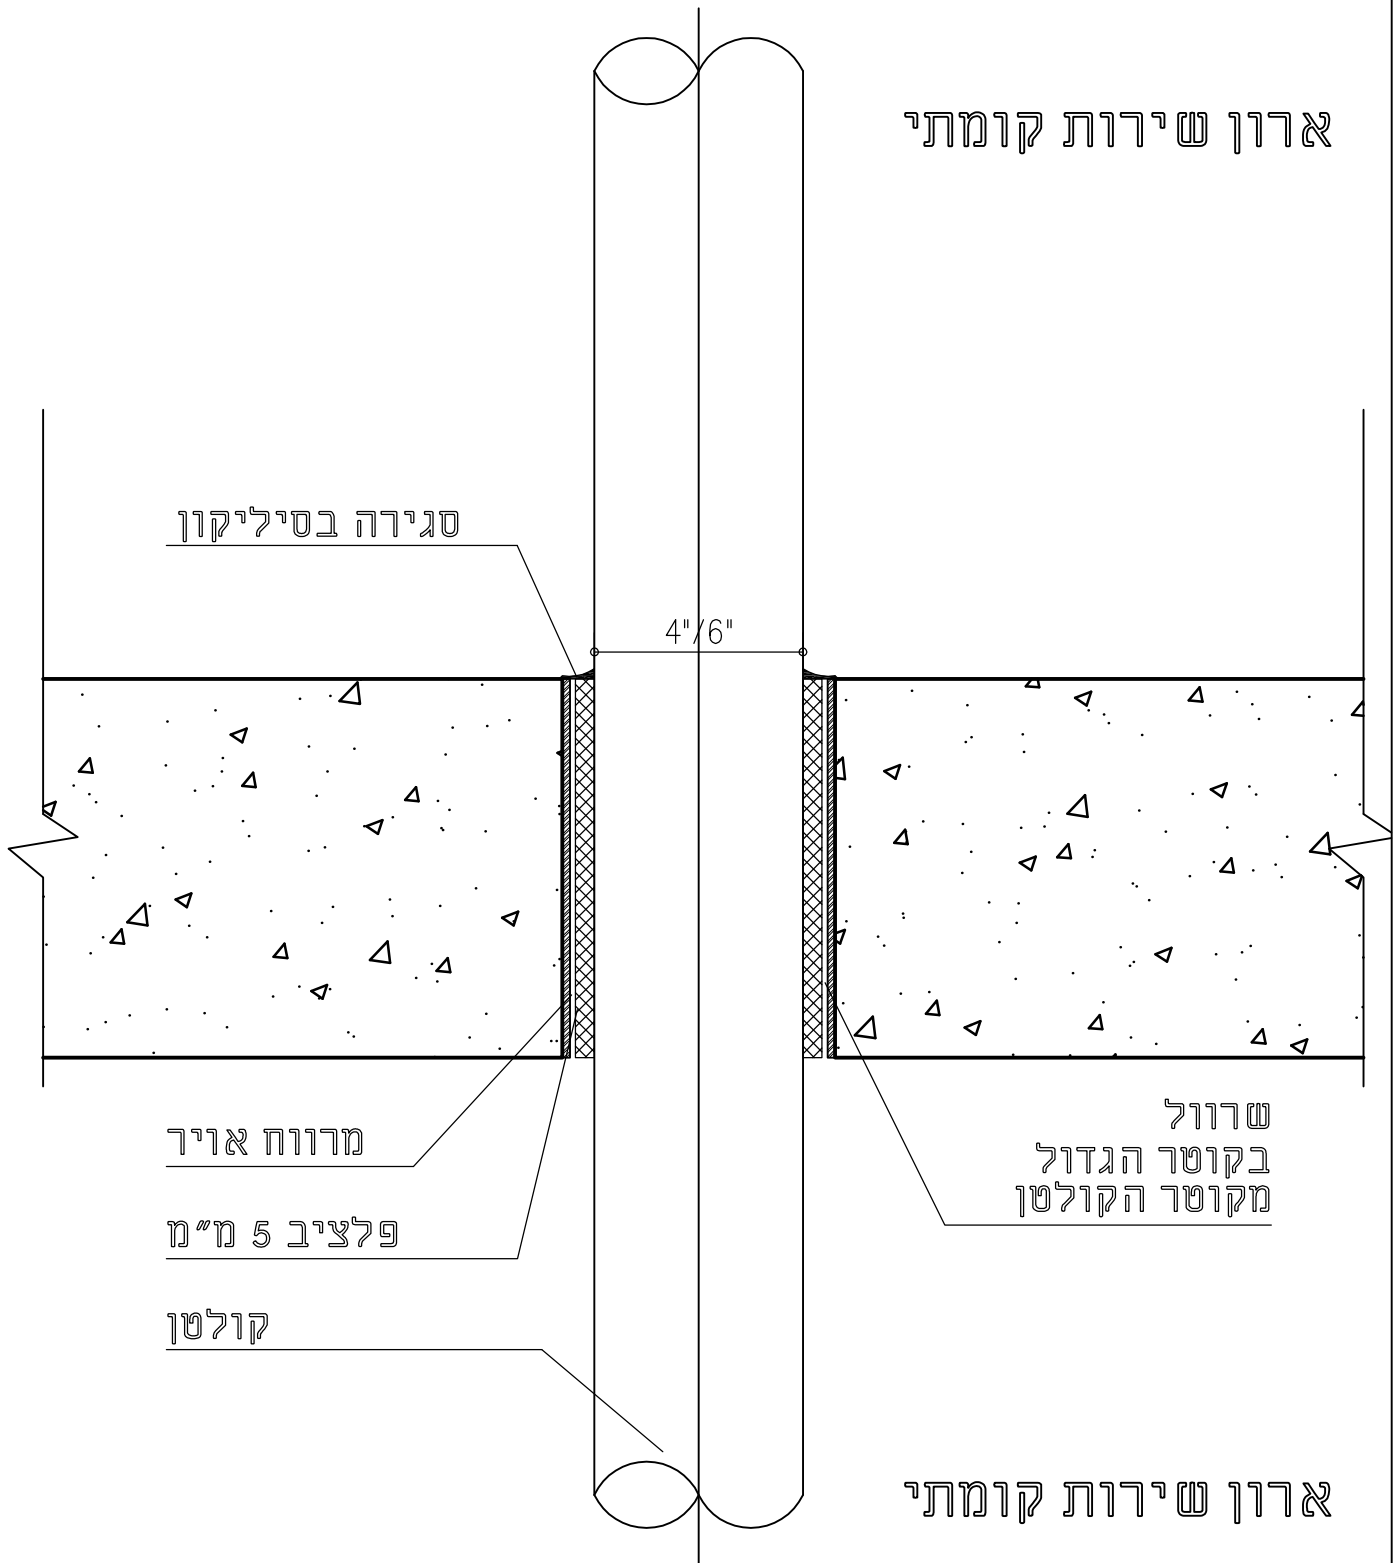 ארון שירות קומתי
סגירה בסיליקון
4"/6"
מרווח אויר
פלציב 5 מ"מ
קולטן
שרוול
בקוטר הגדול
מקוטר הקולטן
ארון שירות קומתי